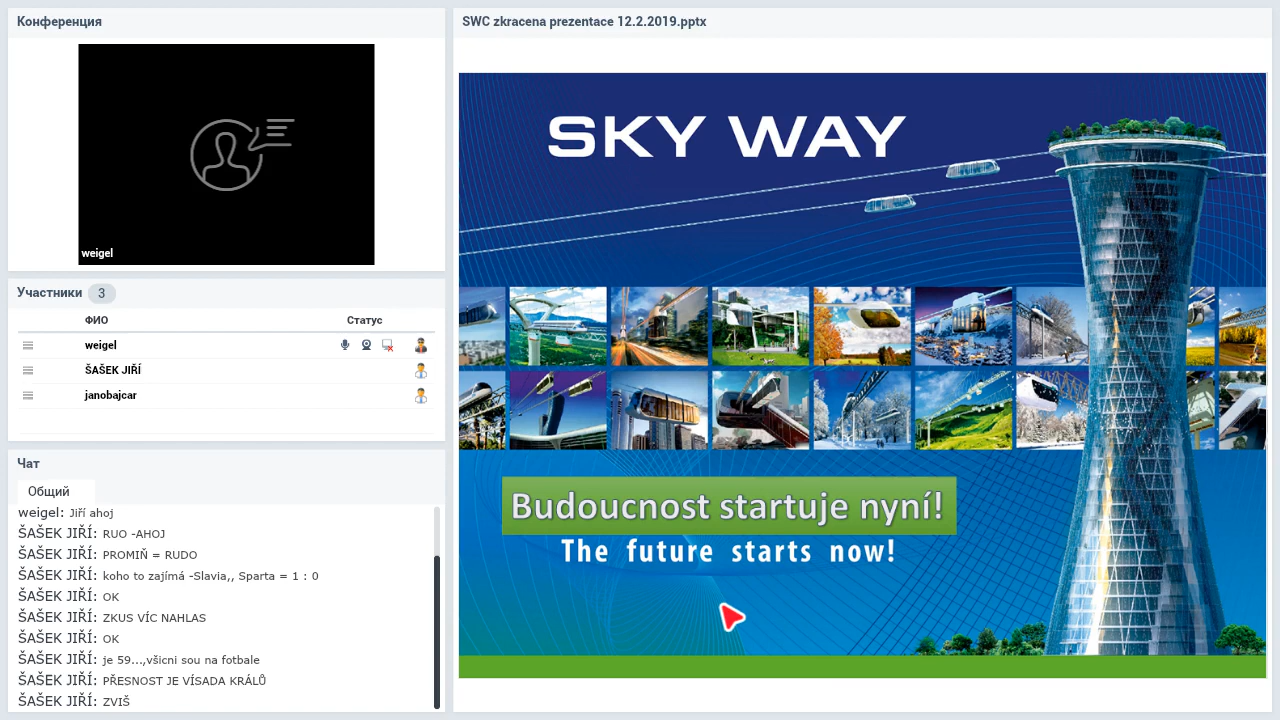 Конференция
weigel
Участники 3
ФИО Статус
weigel
ŠAŠEK JIŘÍ
janobajcar
Чат
Общий
weigel: Jiří ahoj
ŠAŠEK JIŘÍ: RUO -AHOJ
ŠAŠEK JIŘÍ: PROMIŇ = RUDO
ŠAŠEK JIŘÍ: koho to zajímá -Slavia,, Sparta = 1 : 0
ŠAŠEK JIŘÍ: OK
ŠAŠEK JIŘÍ: ZKUS VÍC NAHLAS
ŠAŠEK JIŘÍ: OK
ŠAŠEK JIŘÍ: je 59...,všicni sou na fotbale
ŠAŠEK JIŘÍ: PŘESNOST JE VÍSADA KRÁLŮ
ŠAŠEK JIŘÍ: ZVIŠ
SWC zkracena prezentace 12.2.2019.pptx
SKY WAY
Budoucnost startuje nyní!
The future starts now!